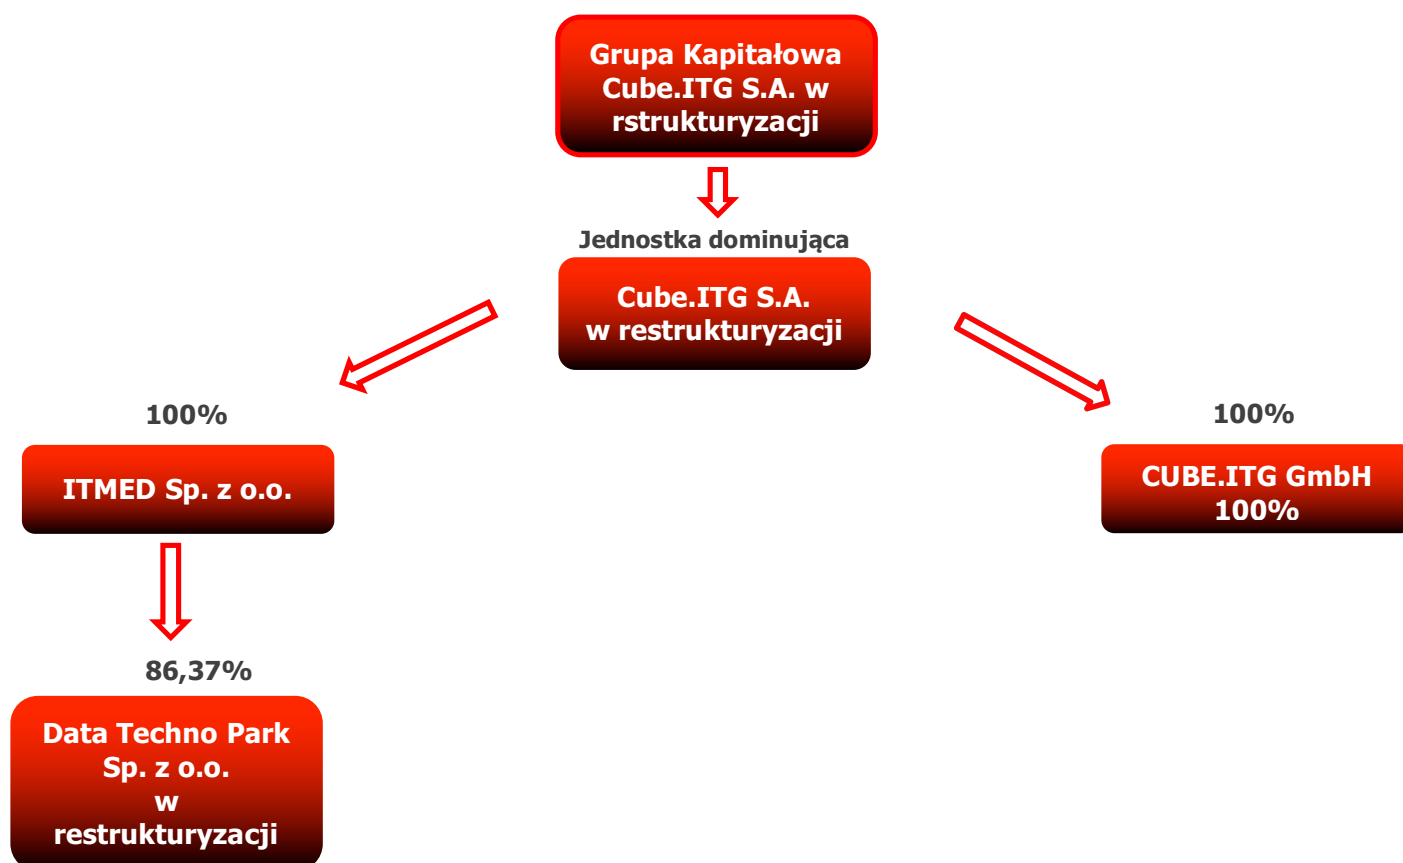 Grupa Kapitałowa
Cube.ITG S.A. w
rstrukturyzacji
Jednostka dominująca
Cube.ITG S.A.
w restrukturyzacji
100%
ITMED Sp. z o.o.
100%
CUBE.ITG GmbH
100%
86,37%
Data Techno Park
Sp. z o.o.
w
restrukturyzacji